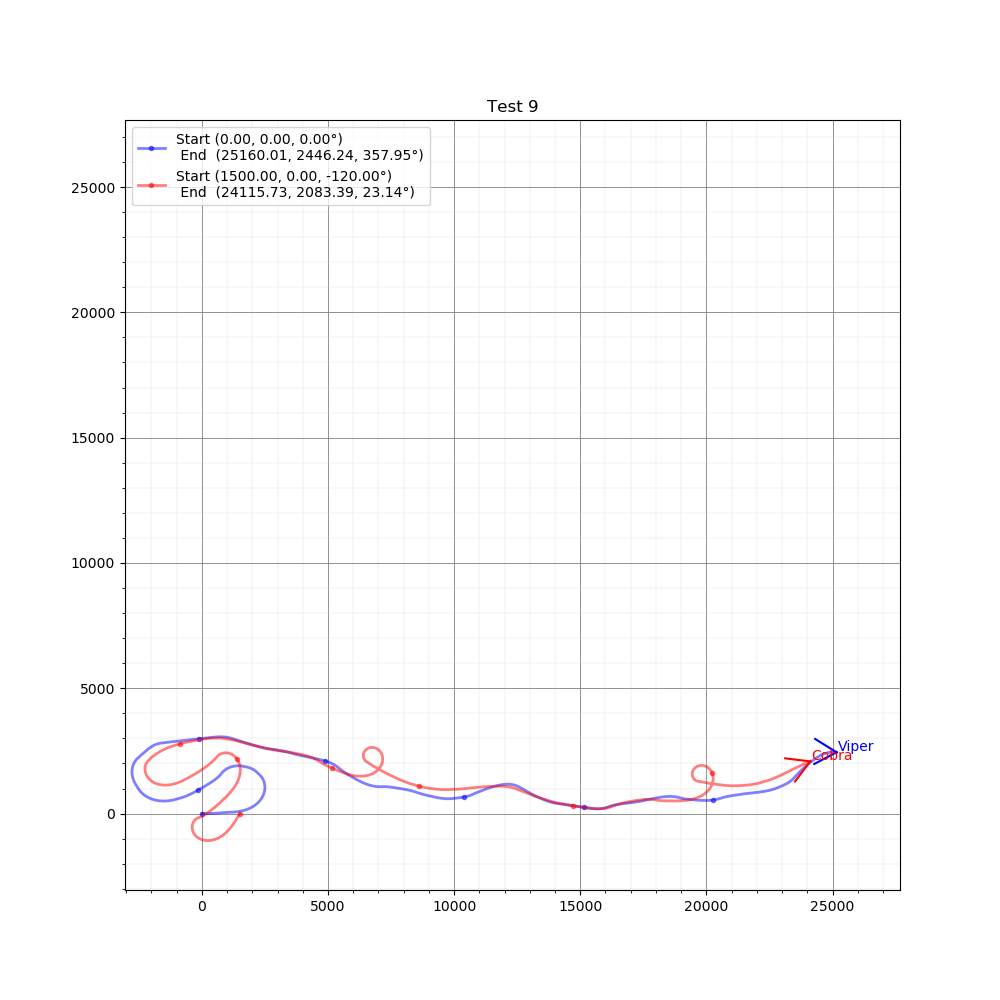 Test 9
Start (0.00, 0.00, 0.00°)
End  (25160.01, 2446.24, 357.95°)
Start (1500.00, 0.00, -120.00°)
End  (24115.73, 2083.39, 23.14°)
25000
20000
15000
10000
5000
0
Viper
Cobra
0 5000 10000 15000 20000 25000